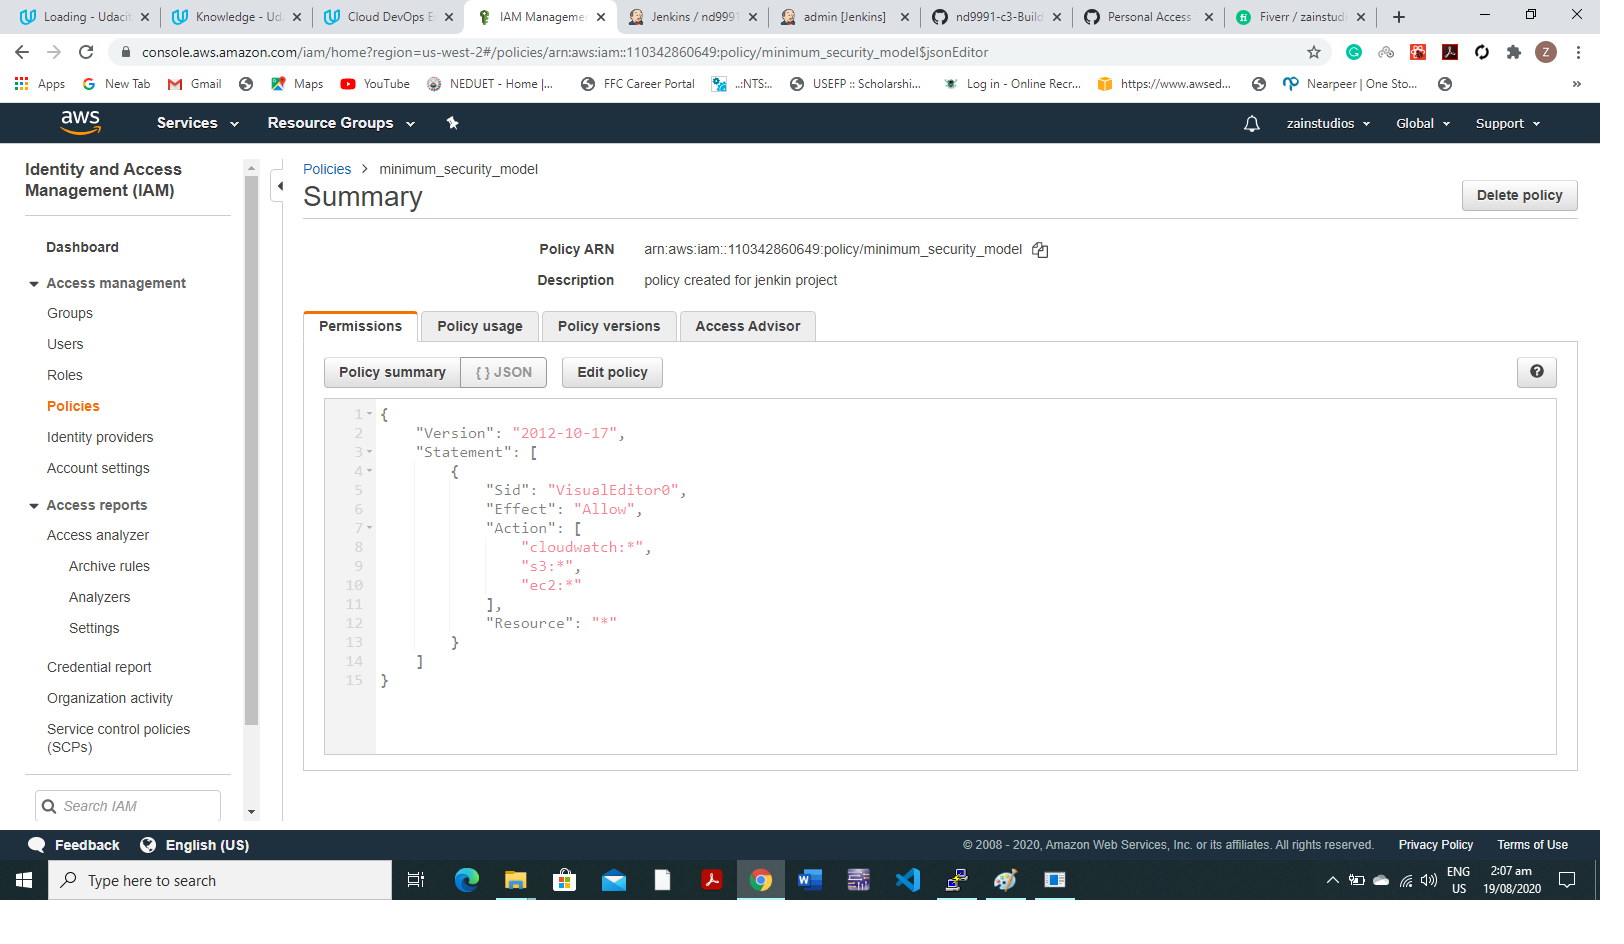 Loading - Udacit
Knowledge - Ud
Cloud DevOps E
IAM Manageme
Jenkins / nd9991
admin [Jenkins]
nd9991-c3-Build
Personal Access
Fiverr / zainstudi
console.aws.amazon.com/iam/home?region=us-west-2#/policies/arn:aws:iam::110342860649:policy/minimum_security_model$jsonEditor
Z
Apps
New Tab
Gmail
Maps
YouTube
NEDUET - Home |...
FFC Career Portal
..:NTS:..
USEFP :: Scholarshi...
Log in - Online Recr...
https://www.awsed...
Nearpeer | One Sto...
»
aws
Services
Resource Groups
zainstudios
Global
Support
Identity and Access
Management (IAM)
Dashboard
Access management
Groups
Users
Roles
Policies
Identity providers
Account settings
Access reports
Access analyzer
Archive rules
Analyzers
Settings
Credential report
Organization activity
Service control policies
(SCPs)
Search IAM
Policies > minimum_security_model
Summary
Delete policy
Policy ARN arn:aws:iam::110342860649:policy/minimum_security_model
Description policy created for jenkin project
Permissions
Policy usage
Policy versions
Access Advisor
Policy summary
{ } JSON
Edit policy
?
1 {
2 "Version": "2012-10-17",
3 "Statement": [
4 {
5 "Sid": "VisualEditor0",
6 "Effect": "Allow",
7 "Action": [
8 "cloudwatch:*",
9 "s3:*",
10 "ec2:*"
11 ],
12 "Resource": "*"
13 }
14 ]
15 }
Feedback
English (US)
© 2008 - 2020, Amazon Web Services, Inc. or its affiliates. All rights reserved.
Privacy Policy
Terms of Use
Type here to search
ENG
US
2:07 am
19/08/2020